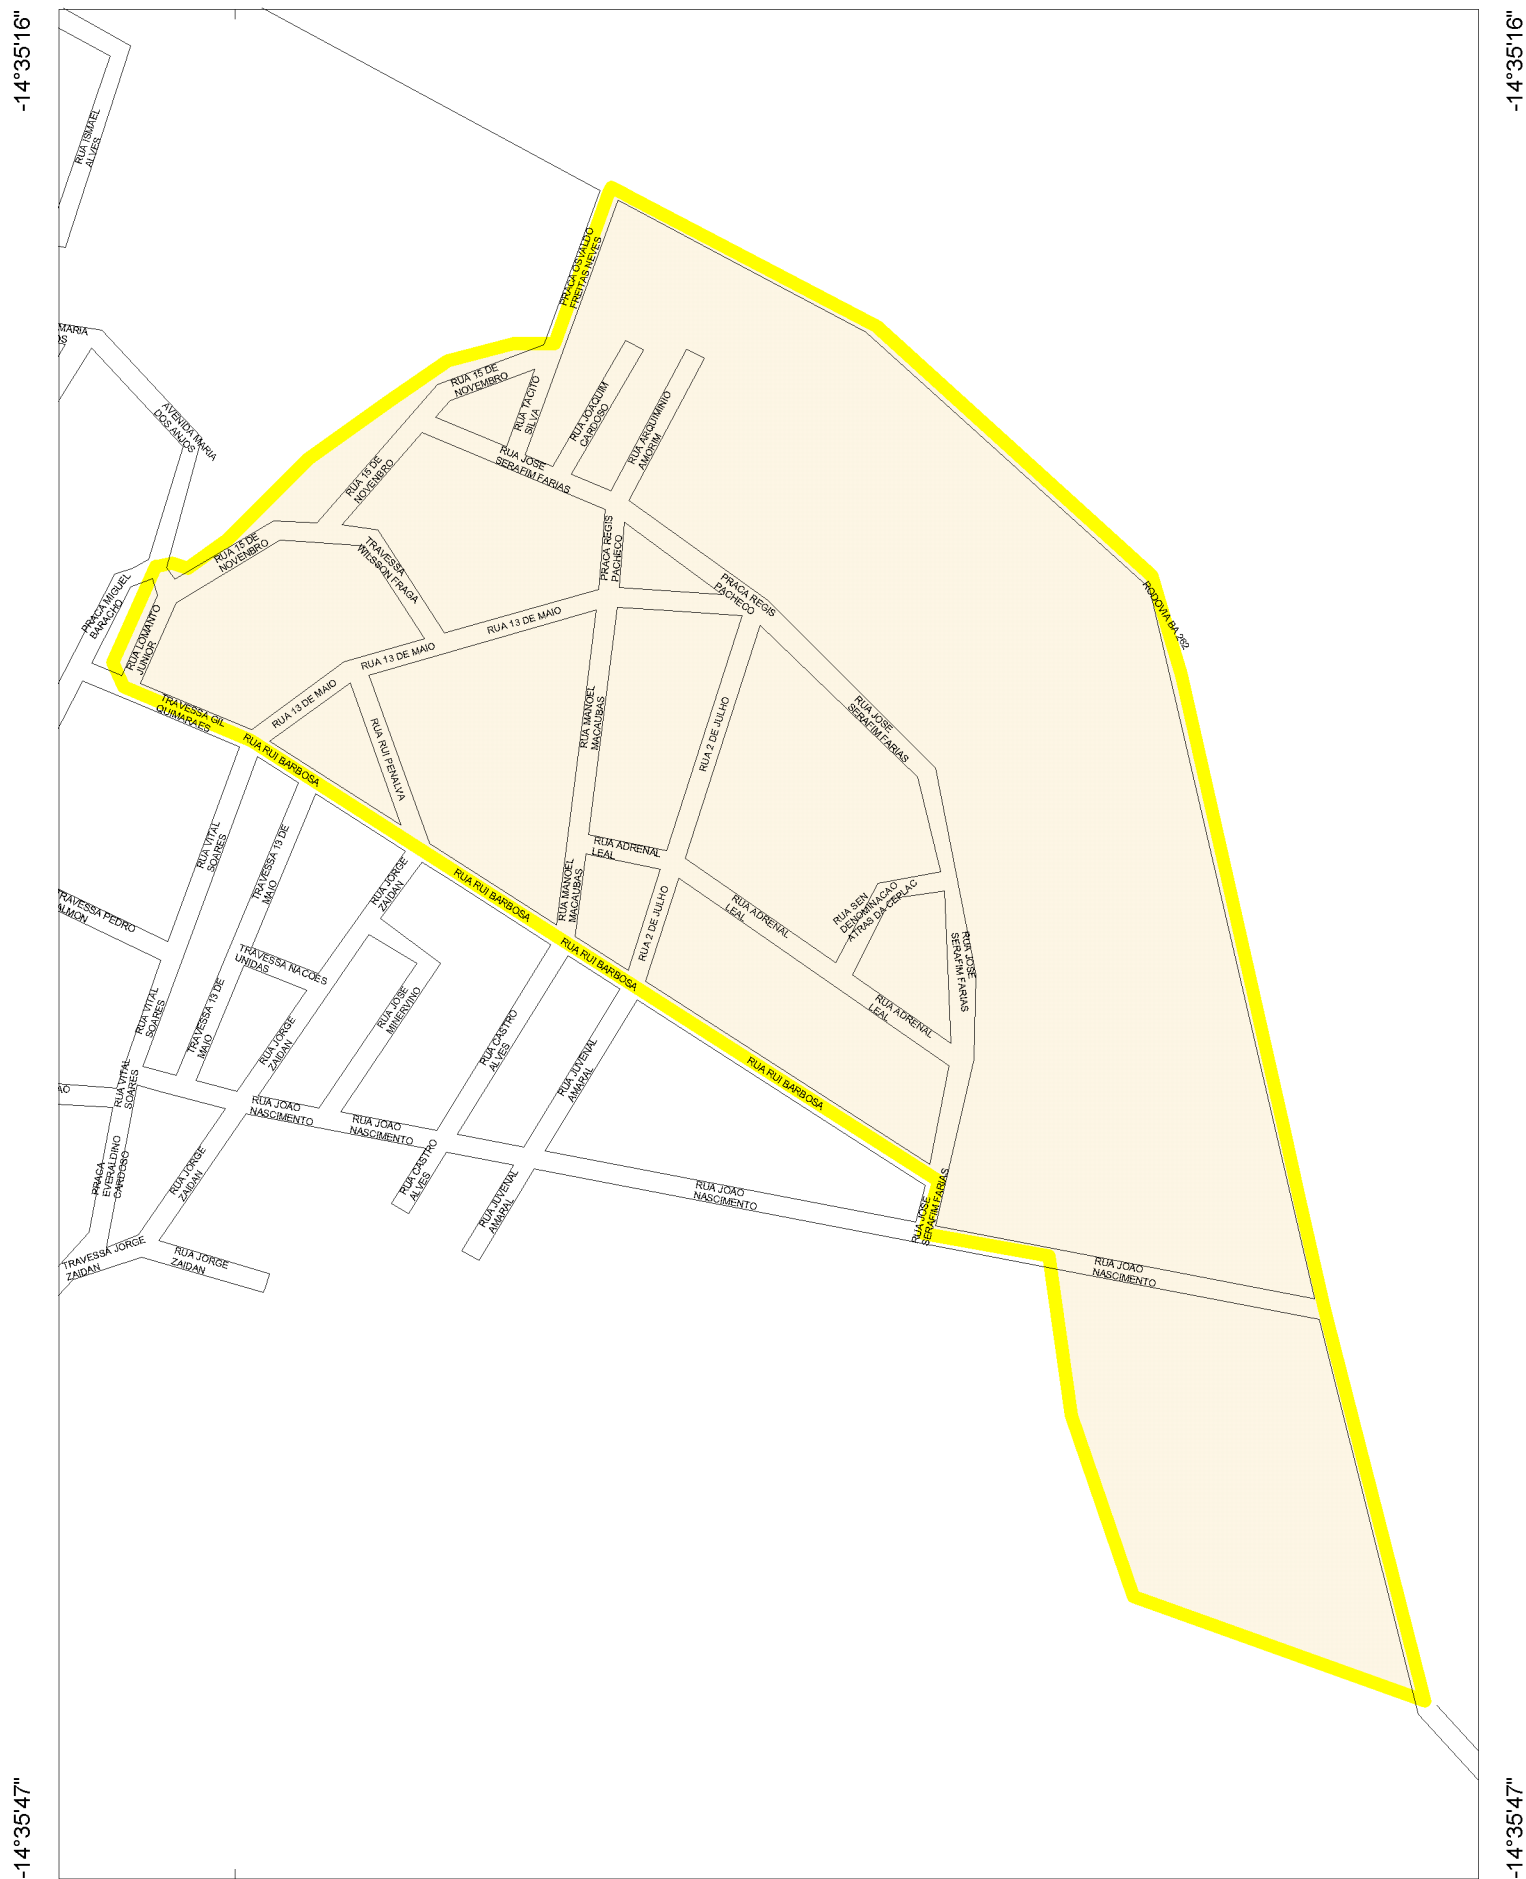 -14°35'16"
-14°35'16"
RUA ISMAEL
ALVES
PRACA OSVALDO
FREITAS NEVES
MARIA
OS
AVENIDA MARIA
DOS ANJOS
RUA 15 DE
NOVEMBRO
RUA TACITO
SILVA
RUA JOAQUIM
CARDOSO
RUA ARQUIMINIO
AMORIM
RUA JOSE
SERAFIM FARIAS
RUA 15 DE
NOVENBRO
RUA 15 DE
NOVENBRO
TRAVESSA
WILSSON FRAGA
PRACA REGIS
PACHECO
PRACA REGIS
PACHECO
RODOVIA BA 262
PRACA MIGUEL
BARACHO
RUA LOMANTO
JUNIOR
RUA 13 DE MAIO
RUA 13 DE MAIO
RUA 13 DE MAIO
TRAVESSA GIL
QUIMARAES
RUA RUI BARBOSA
RUA RUI PENALVA
RUA MANOEL
MACAUBAS
RUA 2 DE JULHO
RUA JOSE
SERAFIM FARIAS
RUA VITAL
SOARES
TRAVESSA 13 DE
MAIO
RUA JORGE
ZAIDAN
RUA RUI BARBOSA
RUA MANOEL
MACAUBAS
RUA ADRENAL
LEAL
RUA ADRENAL
LEAL
RUA SEN
DENOMINACAO
ATRAS DA CEPLAC
TRAVESSA PEDRO
ALMON
RUA 2 DE JULHO
RUA RUI BARBOSA
TRAVESSA NACOES
UNIDAS
RUA JOSE
SERAFIM FARIAS
RUA VITAL
SOARES
TRAVESSA 13 DE
MAIO
RUA JORGE
ZAIDAN
RUA JOSE
MINERVINO
RUA CASTRO
ALVES
RUA JUVENAL
AMARAL
RUA ADRENAL
LEAL
RUA RUI BARBOSA
AO
RUA VITAL
SOARES
RUA JOAO
NASCIMENTO
RUA JOAO
NASCIMENTO
PRACA
EVERALDINO
CARDOSO
RUA JORGE
ZAIDAN
RUA CASTRO
ALVES
RUA JUVENAL
AMARAL
RUA JOAO
NASCIMENTO
RUA JOSE
SERAFIM FARIAS
TRAVESSA JORGE
ZAIDAN
RUA JORGE
ZAIDAN
RUA JOAO
NASCIMENTO
-14°35'47"
-14°35'47"